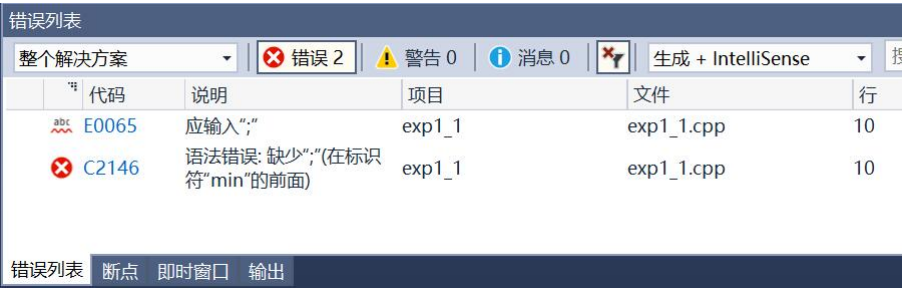 错误列表
整个解决方案 错误 2 警告 0 消息 0 生成 + IntelliSense
代码 说明 项目 文件 行
abc E0065 应输入";" exp1_1 exp1_1.cpp 10
C2146 语法错误: 缺少";"(在标识符"min"的前面) exp1_1 exp1_1.cpp 10
错误列表 断点 即时窗口 输出